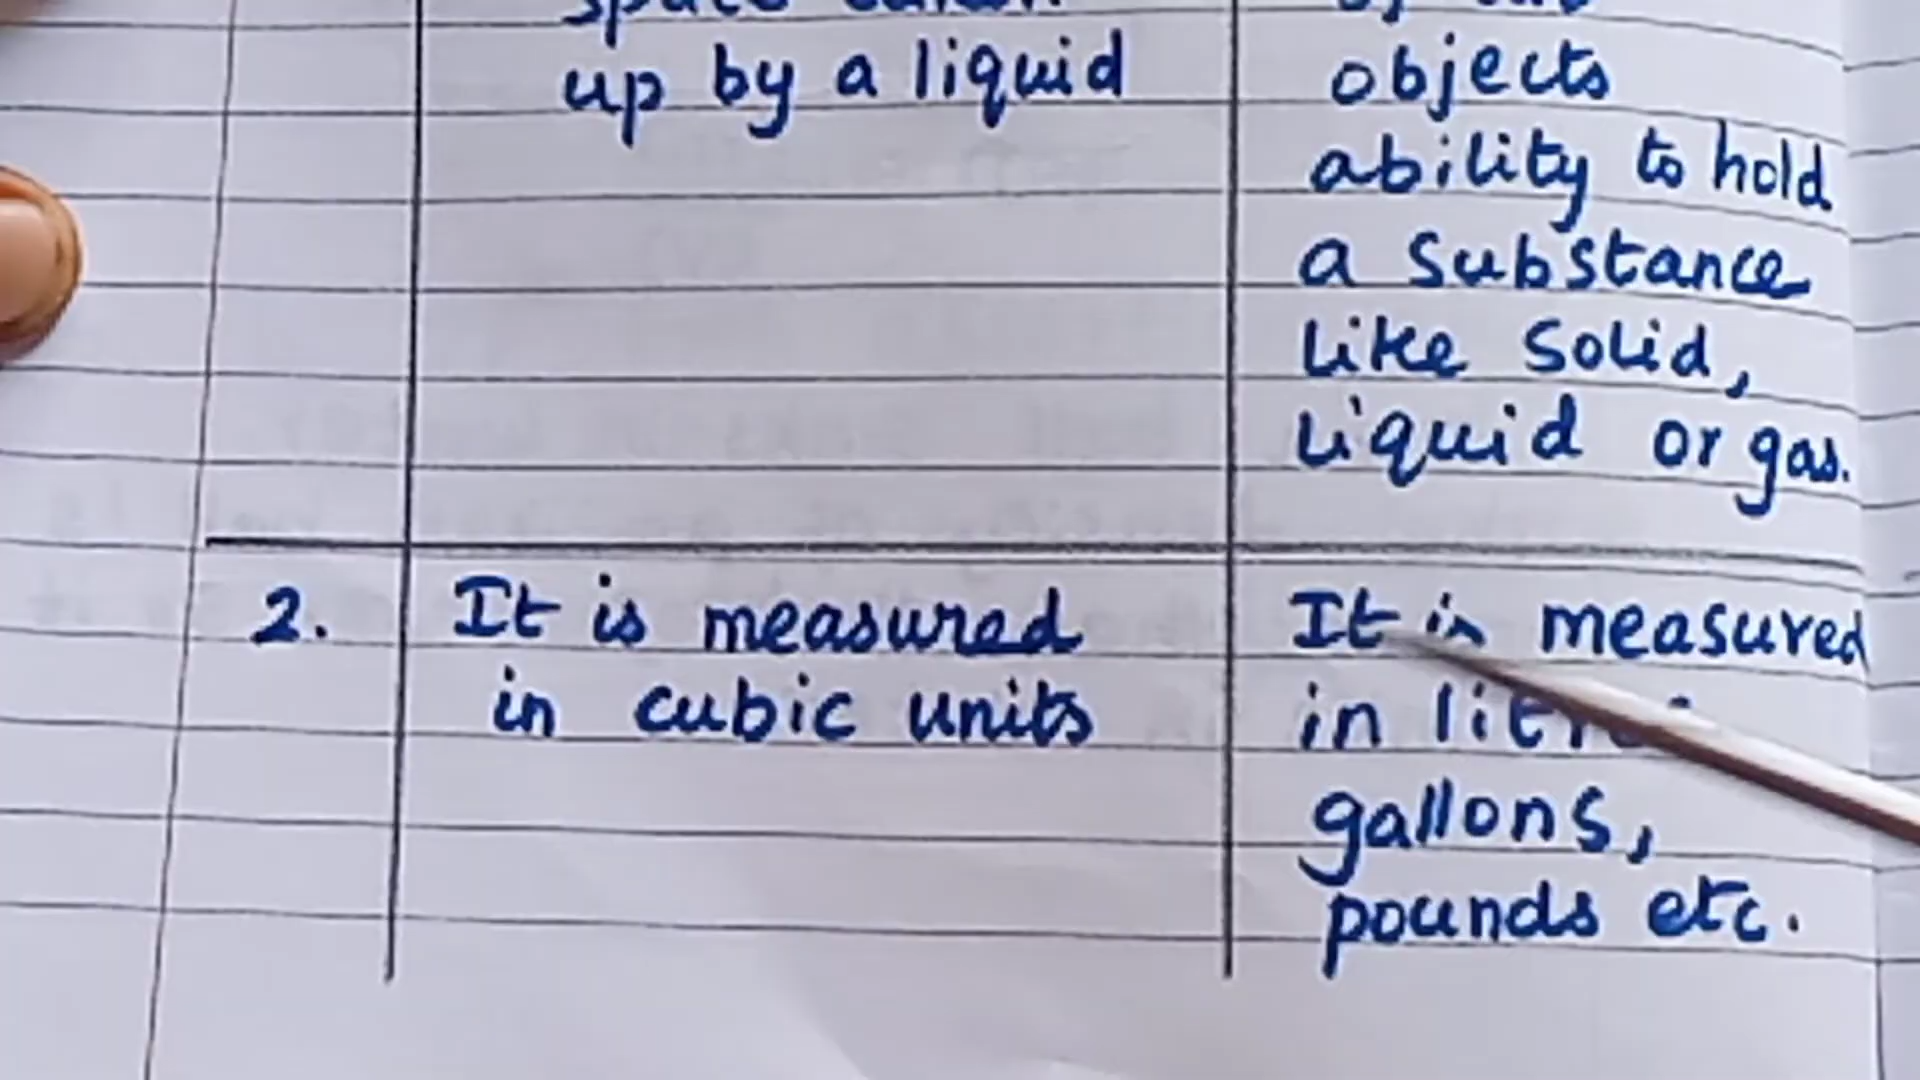 up by a liquid
objects
ability to hold
a substance
like solid,
liquid or gas.
2.
It is measured
in cubic units
It is measured
in
gallons,
pounds etc.